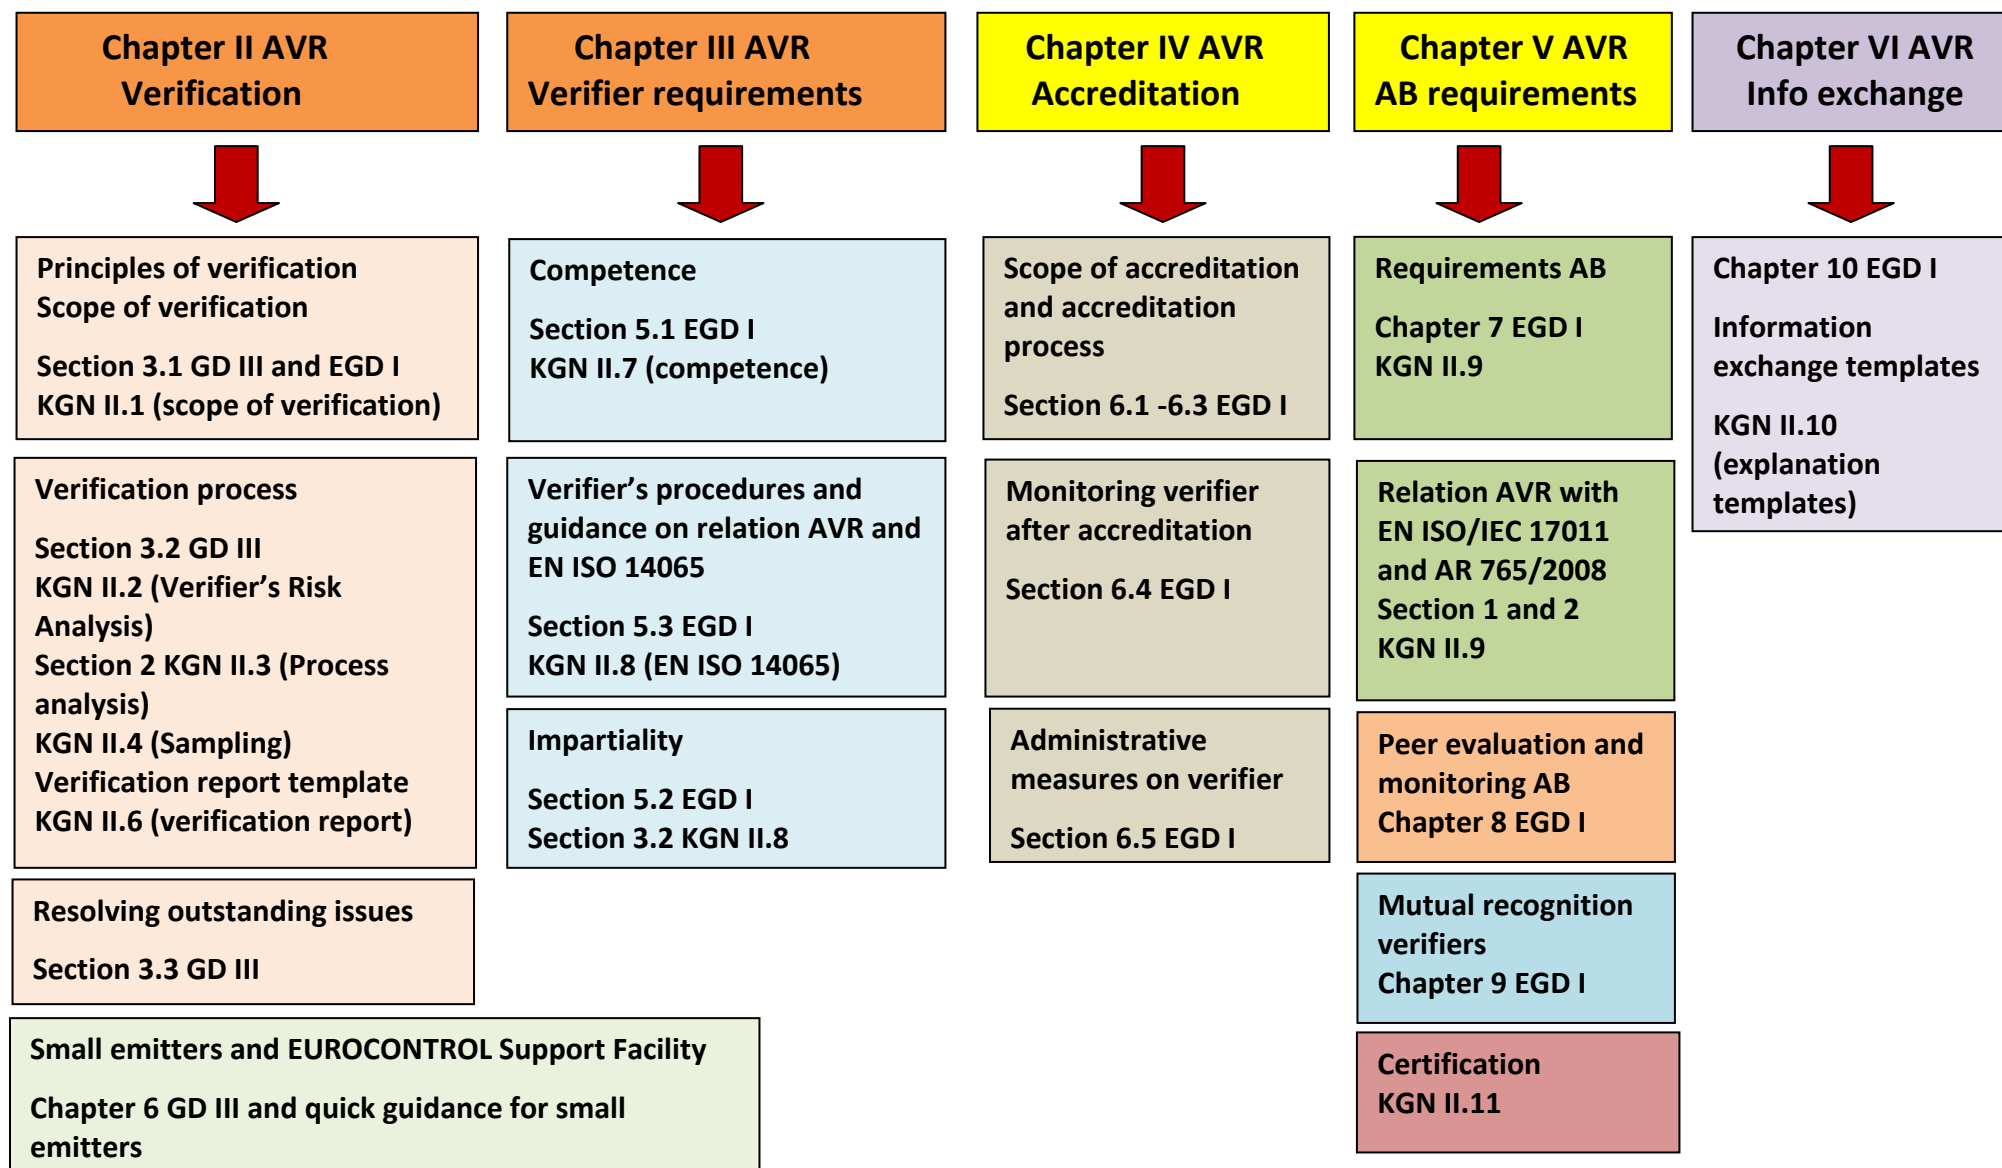 Chapter II AVR
Verification
Principles of verification
Scope of verification
Section 3.1 GD III and EGD I
KGN II.1 (scope of verification)
Verification process
Section 3.2 GD III
KGN II.2 (Verifier’s Risk
Analysis)
Section 2 KGN II.3 (Process
analysis)
KGN II.4 (Sampling)
Verification report template
KGN II.6 (verification report)
Resolving outstanding issues
Section 3.3 GD III
Small emitters and EUROCONTROL Support Facility
Chapter 6 GD III and quick guidance for small
emitters
Chapter III AVR
Verifier requirements
Competence
Section 5.1 EGD I
KGN II.7 (competence)
Verifier’s procedures and
guidance on relation AVR and
EN ISO 14065
Section 5.3 EGD I
KGN II.8 (EN ISO 14065)
Impartiality
Section 5.2 EGD I
Section 3.2 KGN II.8
Chapter IV AVR
Accreditation
Scope of accreditation
and accreditation
process
Section 6.1 -6.3 EGD I
Monitoring verifier
after accreditation
Section 6.4 EGD I
Administrative
measures on verifier
Section 6.5 EGD I
Chapter V AVR
AB requirements
Requirements AB
Chapter 7 EGD I
KGN II.9
Relation AVR with
EN ISO/IEC 17011
and AR 765/2008
Section 1 and 2
KGN II.9
Peer evaluation and
monitoring AB
Chapter 8 EGD I
Mutual recognition
verifiers
Chapter 9 EGD I
Certification
KGN II.11
Chapter VI AVR
Info exchange
Chapter 10 EGD I
Information
exchange templates
KGN II.10
(explanation
templates)